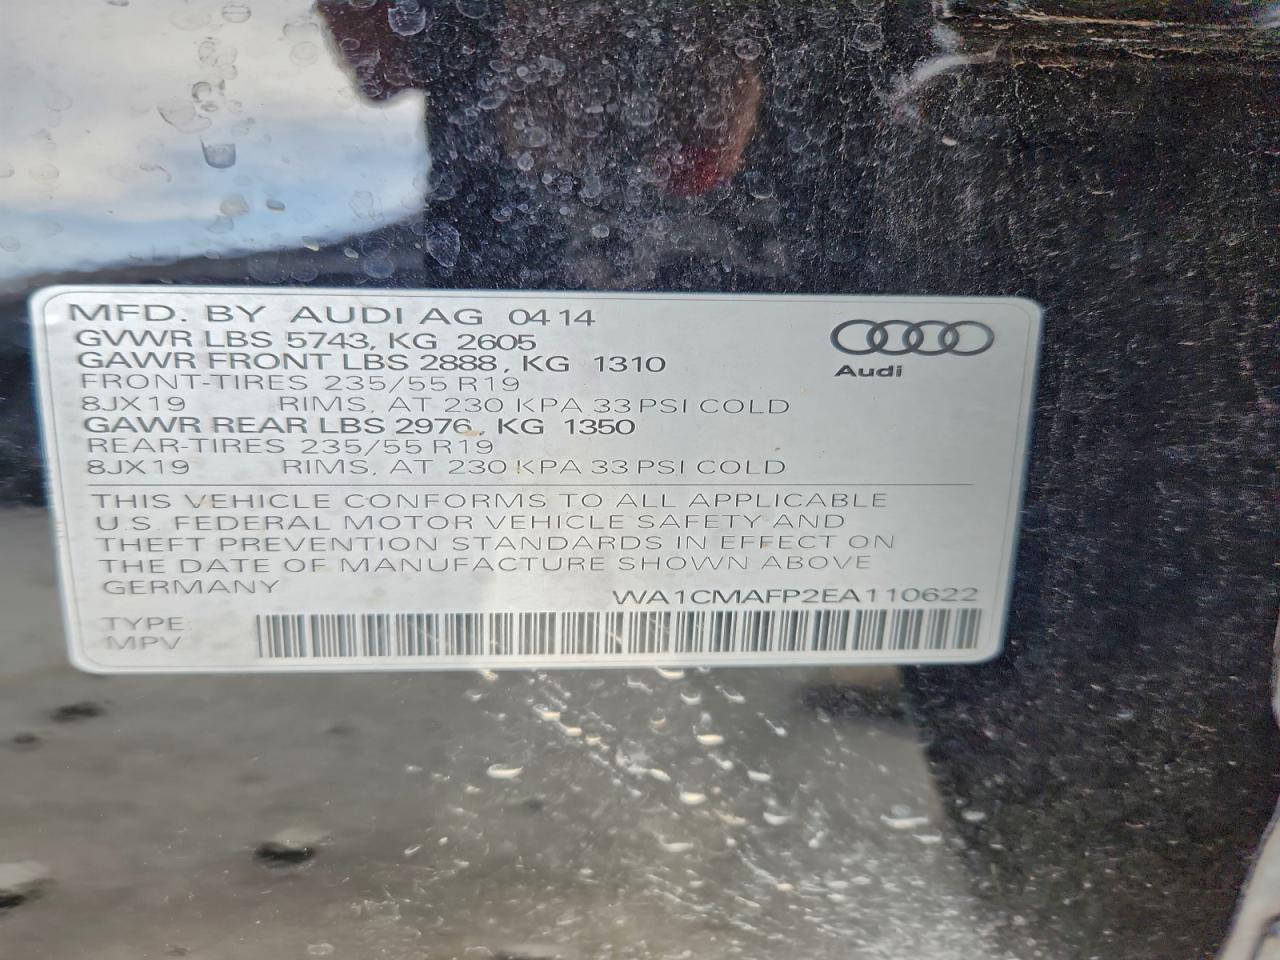 MFD. BY AUDI AG 04 14
GVWR LBS 5743, KG 2605
GAWR FRONT LBS 2888, KG 1310
FRONT-TIRES 235/55 R19
8JX19 RIMS, AT 230 KPA 33 PSI COLD
GAWR REAR LBS 2976, KG 1350
REAR-TIRES 235/55 R19
8JX19 RIMS, AT 230 KPA 33 PSI COLD
Audi
THIS VEHICLE CONFORMS TO ALL APPLICABLE
U.S. FEDERAL MOTOR VEHICLE SAFETY AND
THEFT PREVENTION STANDARDS IN EFFECT ON
THE DATE OF MANUFACTURE SHOWN ABOVE
GERMANY
WA1CMAFP2EA110622
TYPE:
MPV